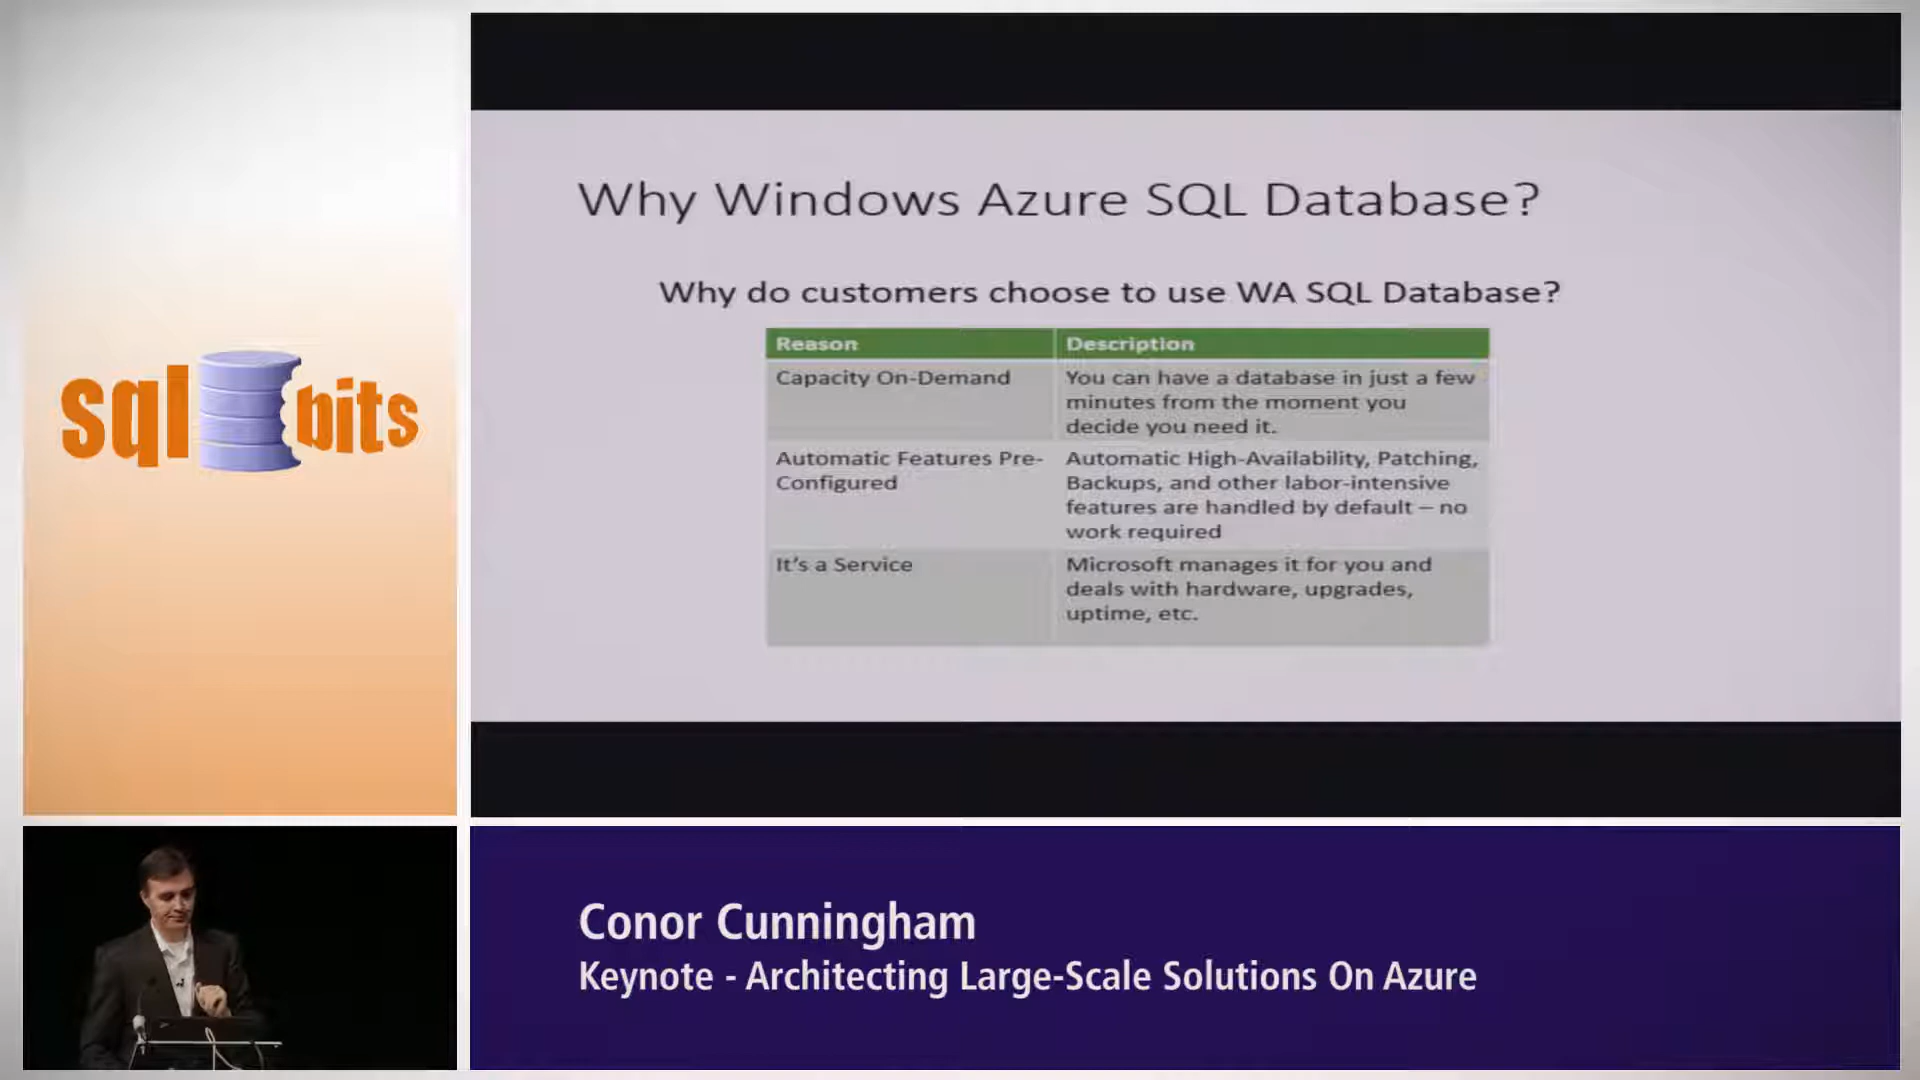 sql bits
Why Windows Azure SQL Database?
Why do customers choose to use WA SQL Database?
Reason Description
Capacity On-Demand
You can have a database in just a few
minutes from the moment you
decide you need it.
Automatic Features Pre-
Configured
Automatic High-Availability, Patching,
Backups, and other labor-intensive
features are handled by default – no
work required
It's a Service
Microsoft manages it for you and
deals with hardware, upgrades,
uptime, etc.
Conor Cunningham
Keynote - Architecting Large-Scale Solutions On Azure